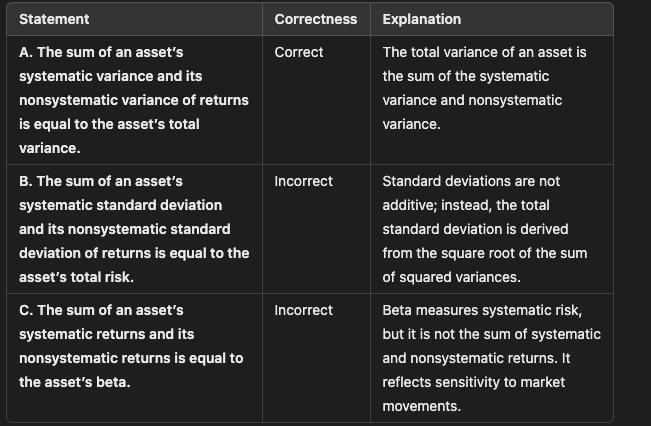 Statement Correctness Explanation
A. The sum of an asset’s
systematic variance and its
nonsystematic variance of returns
is equal to the asset’s total
variance.
Correct
The total variance of an asset is
the sum of the systematic
variance and nonsystematic
variance.
B. The sum of an asset’s
systematic standard deviation
and its nonsystematic standard
deviation of returns is equal to the
asset’s total risk.
Incorrect
Standard deviations are not
additive; instead, the total
standard deviation is derived
from the square root of the sum
of squared variances.
C. The sum of an asset’s
systematic returns and its
nonsystematic returns is equal to
the asset’s beta.
Incorrect
Beta measures systematic risk,
but it is not the sum of systematic
and nonsystematic returns. It
reflects sensitivity to market
movements.